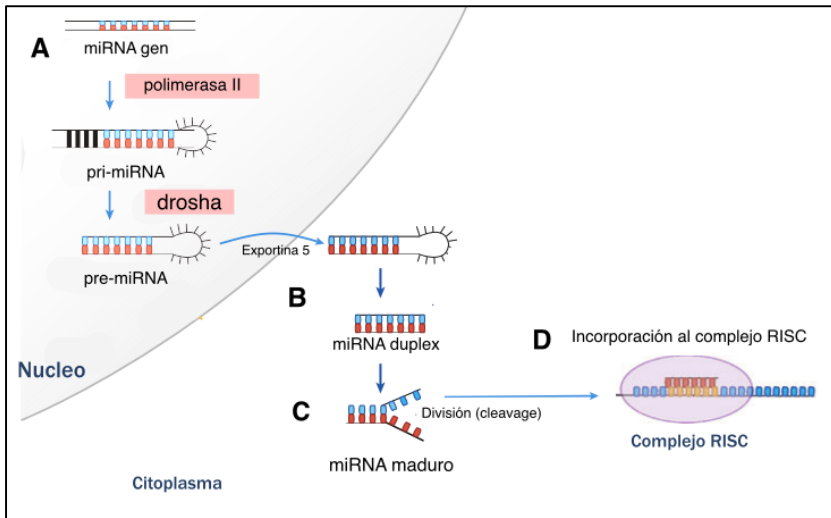 A
miRNA gen
polimerasa II
pri-miRNA
drosha
pre-miRNA
Exportina 5
B
miRNA duplex
D
Incorporación al complejo RISC
Nucleo
C
División (cleavage)
miRNA maduro
Complejo RISC
Citoplasma